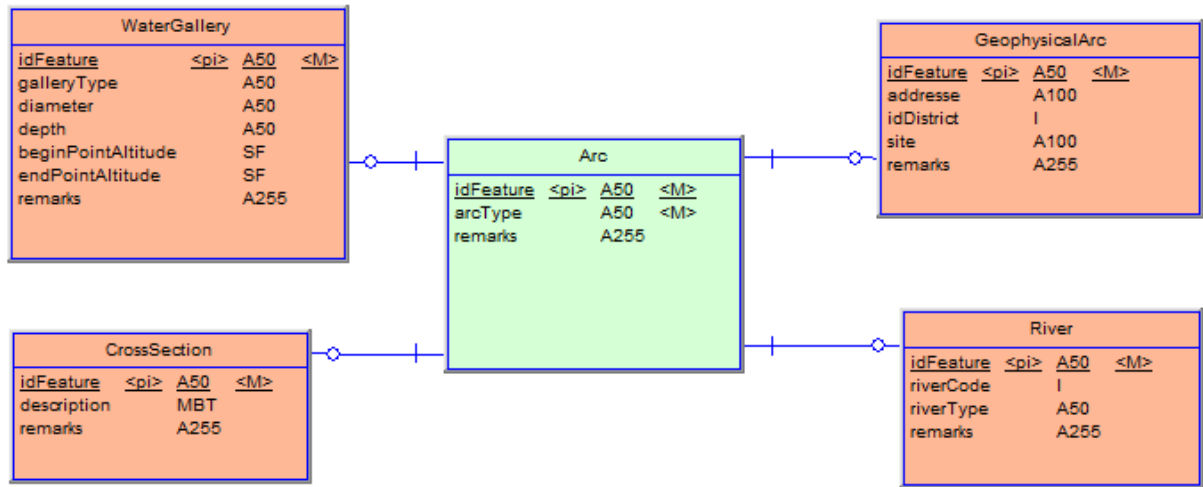 WaterGallery
idFeature <pi> A50 <M>
galleryType A50
diameter A50
depth A50
beginPointAltitude SF
endPointAltitude SF
remarks A255
GeophysicalArc
idFeature <pi> A50 <M>
addresse A100
idDistrict I
site A100
remarks A255
Arc
idFeature <pi> A50 <M>
arcType A50 <M>
remarks A255
CrossSection
idFeature <pi> A50 <M>
description MBT
remarks A255
River
idFeature <pi> A50 <M>
riverCode I
riverType A50
remarks A255